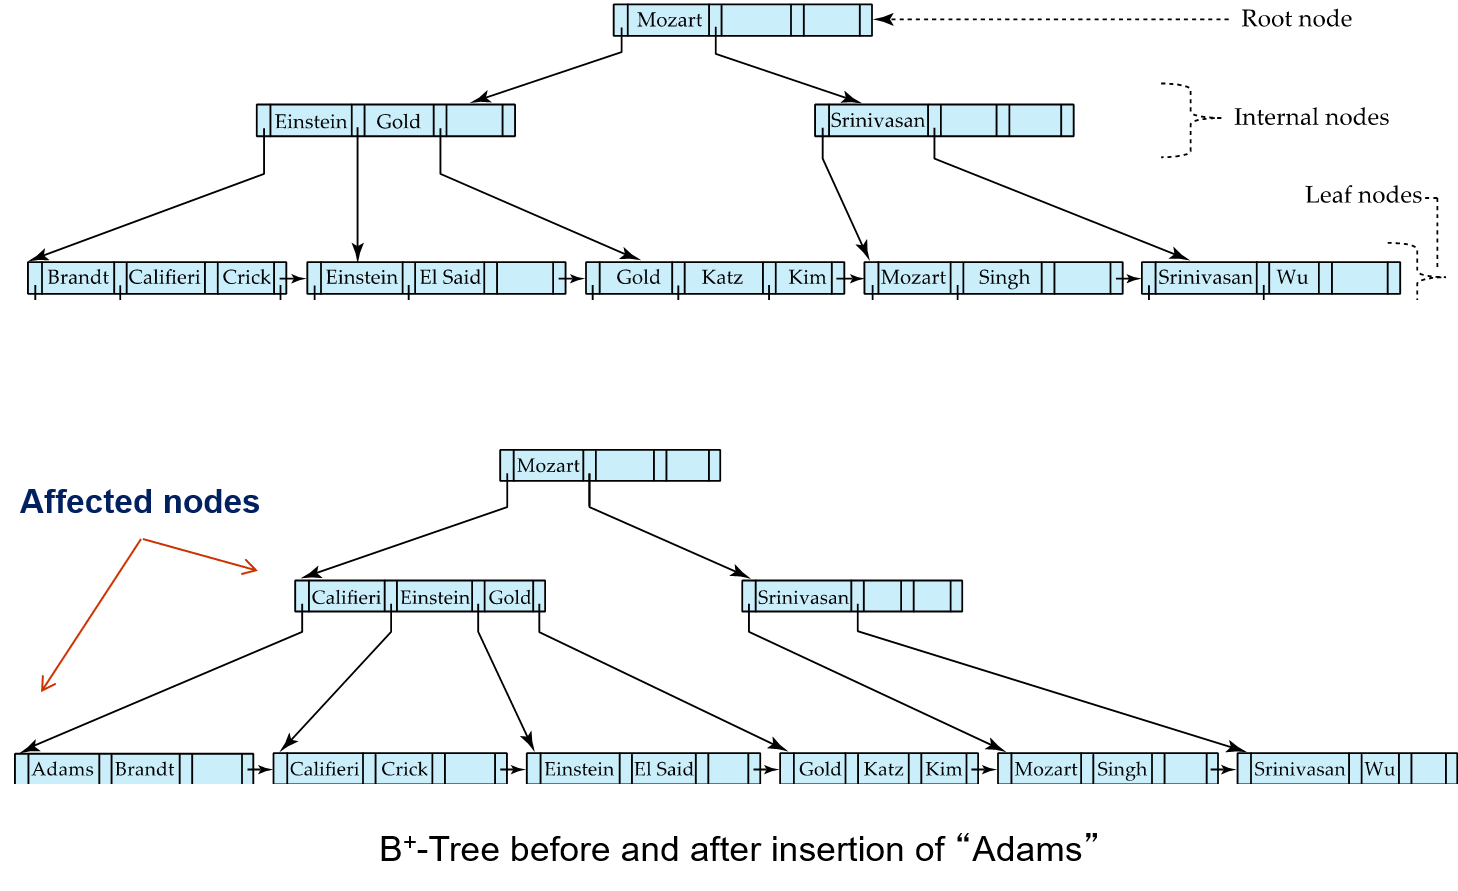 Mozart
Root node
Einstein Gold
Srinivasan
Internal nodes
Leaf nodes
Brandt Califieri Crick Einstein El Said Gold Katz Kim Mozart Singh Srinivasan Wu
Mozart
Affected nodes
Califieri Einstein Gold
Srinivasan
Adams Brandt Califieri Crick Einstein El Said Gold Katz Kim Mozart Singh Srinivasan Wu
B+-Tree before and after insertion of “Adams”